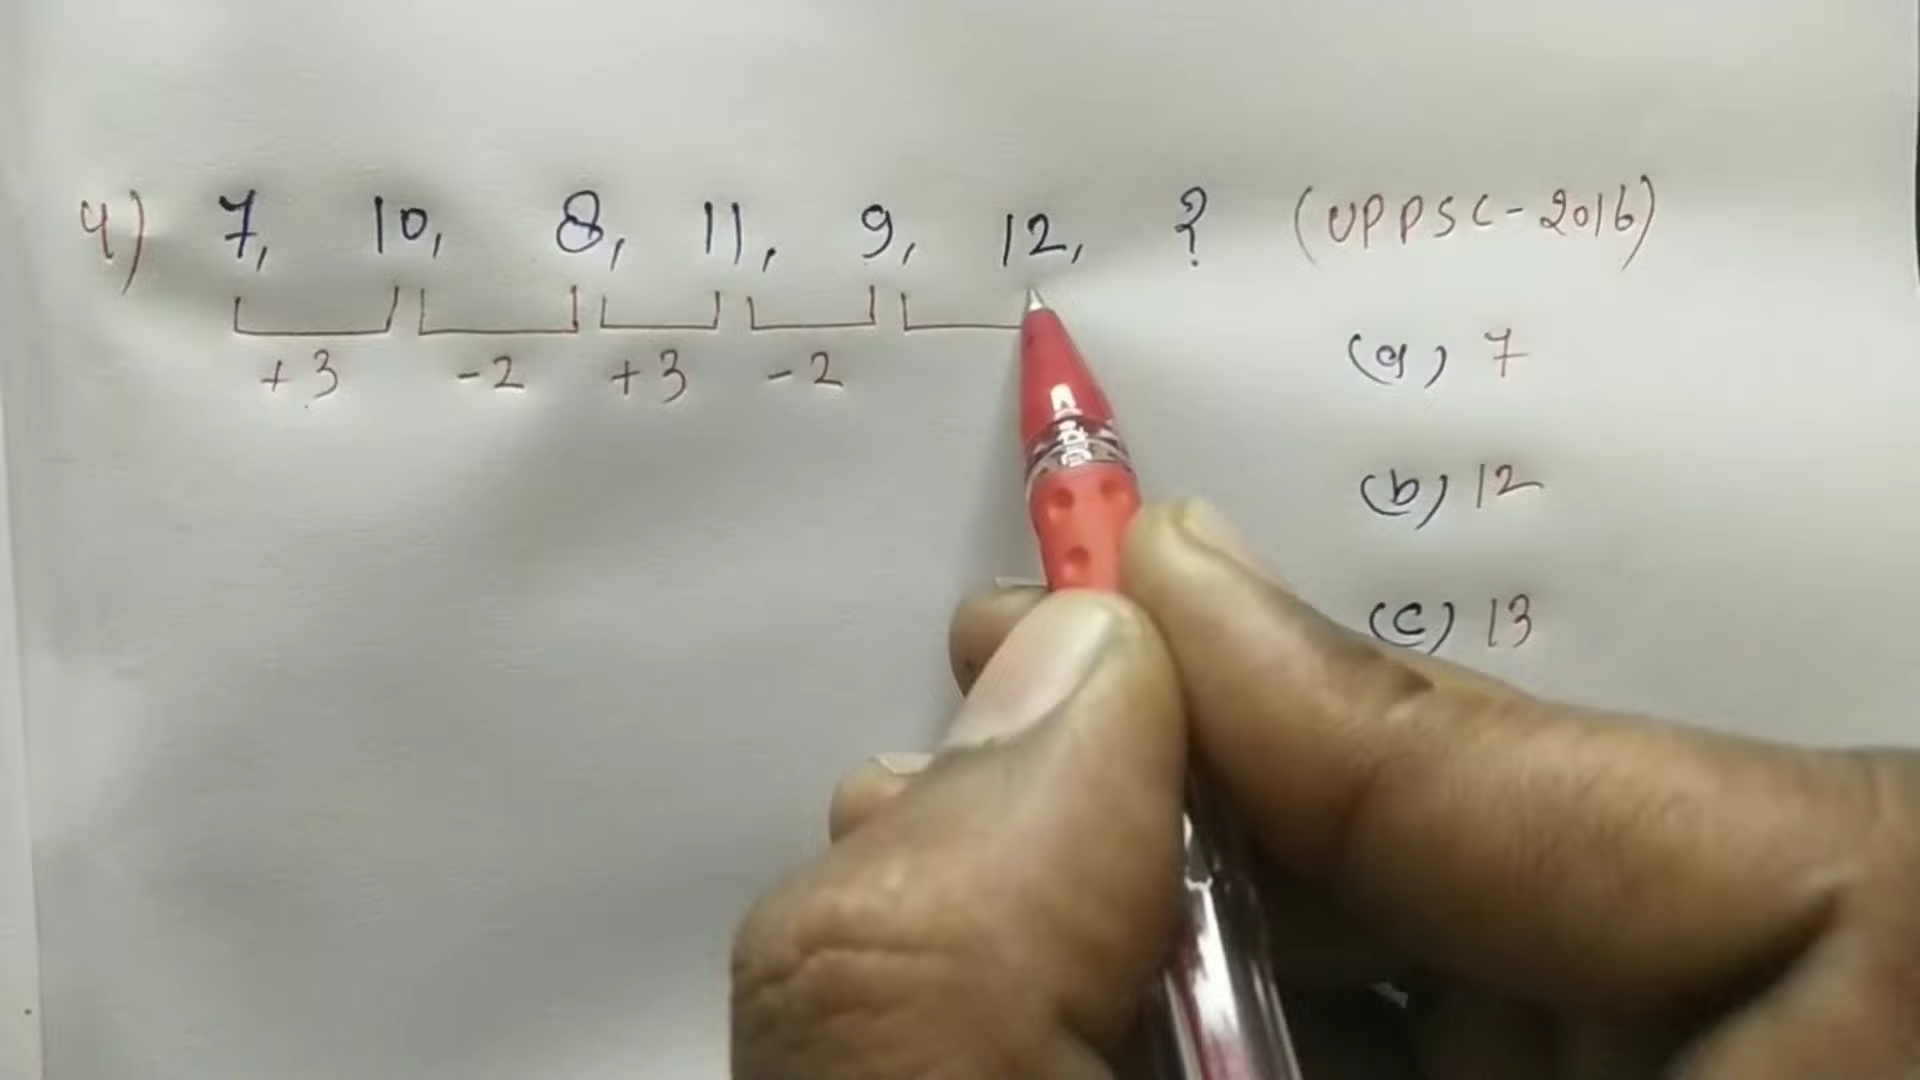 4) 7, 10, 8, 11, 9, 12, ? (UPPSC-2016)
+3 -2 +3 -2
(a) 7
(b) 12
(c) 13